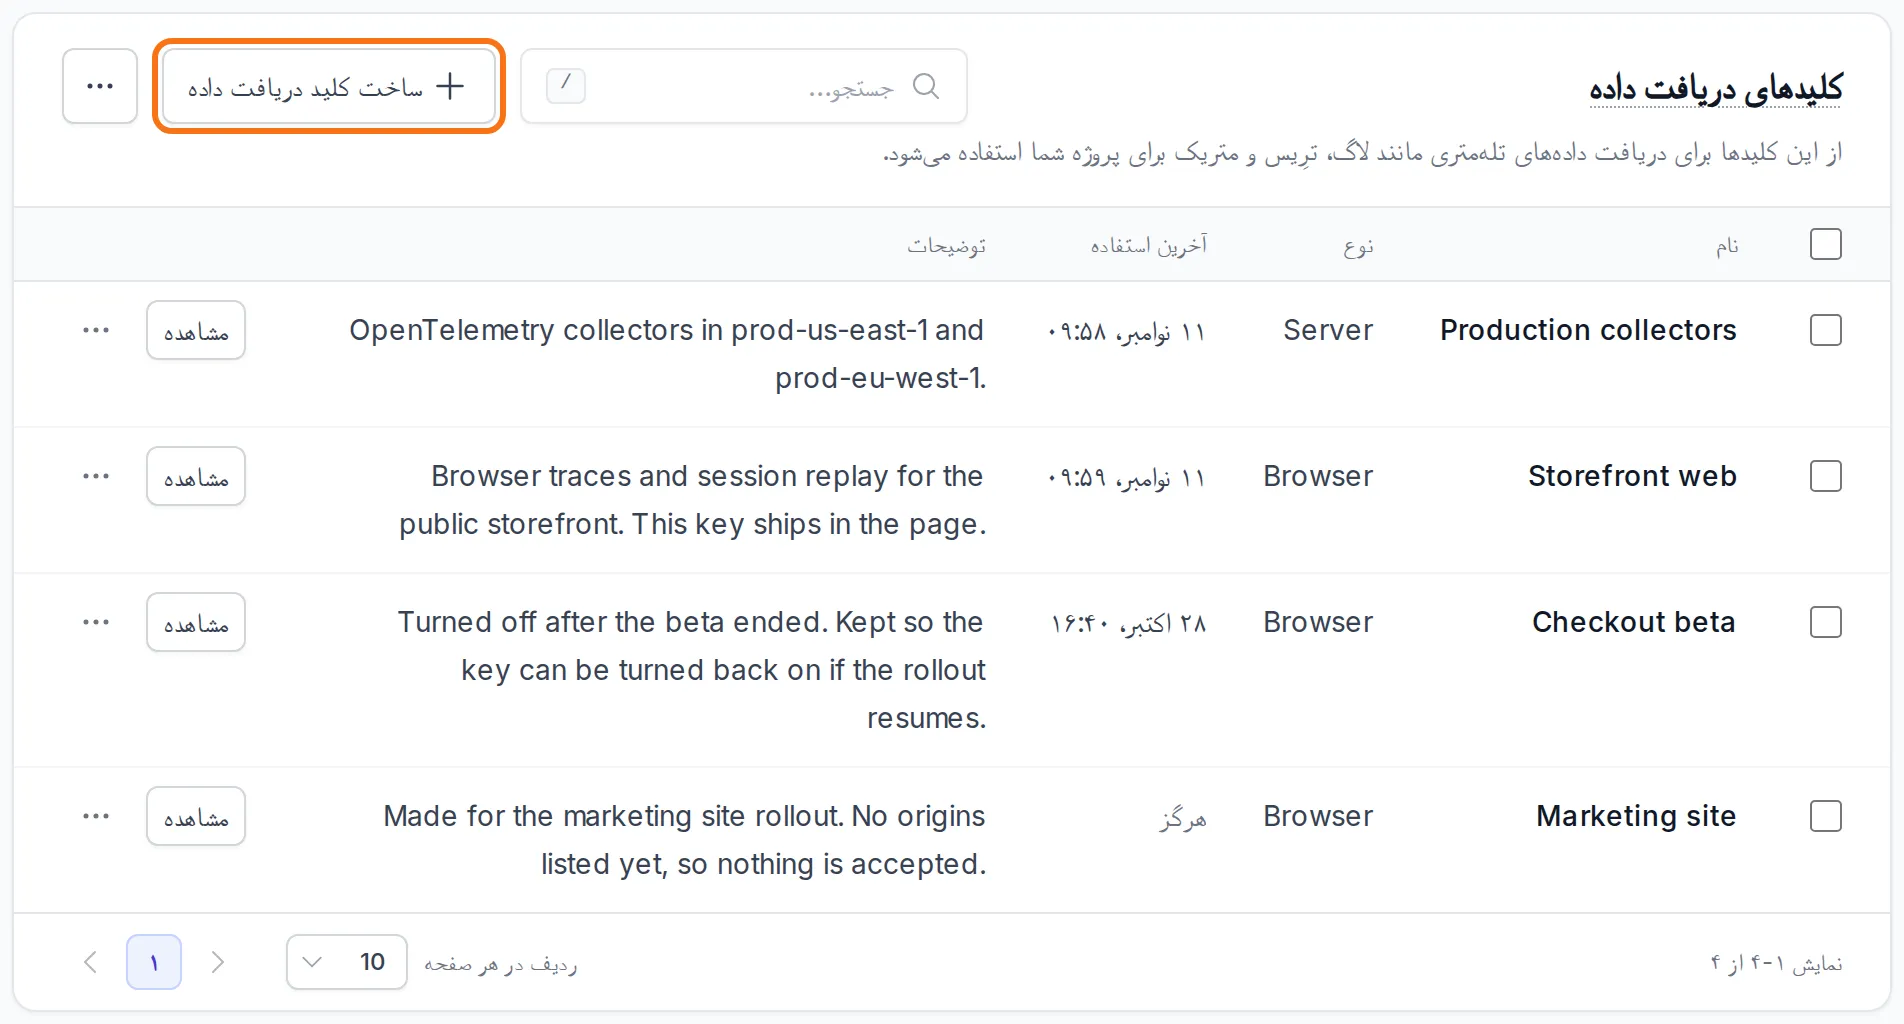 کلیدهای دریافت داده
جستجو...
/
ساخت کلید دریافت داده
از این کلیدها برای دریافت داده‌های تله‌متری مانند لاگ، ترِیس و متریک برای پروژه شما استفاده می‌شود.
نام	نوع	آخرین استفاده	توضیحات
Production collectors	Server	۱۱ نوامبر، ۰۹:۵۸	OpenTelemetry collectors in prod-us-east-1 and	مشاهده
prod-eu-west-1.
Storefront web	Browser	۱۱ نوامبر، ۰۹:۵۹	Browser traces and session replay for the	مشاهده
public storefront. This key ships in the page.
Checkout beta	Browser	۲۸ اکتبر، ۱۶:۴۰	Turned off after the beta ended. Kept so the	مشاهده
key can be turned back on if the rollout
resumes.
Marketing site	Browser	هرگز	Made for the marketing site rollout. No origins	مشاهده
listed yet, so nothing is accepted.
نمایش ۱-۴ از ۴
ردیف در هر صفحه	10
۱